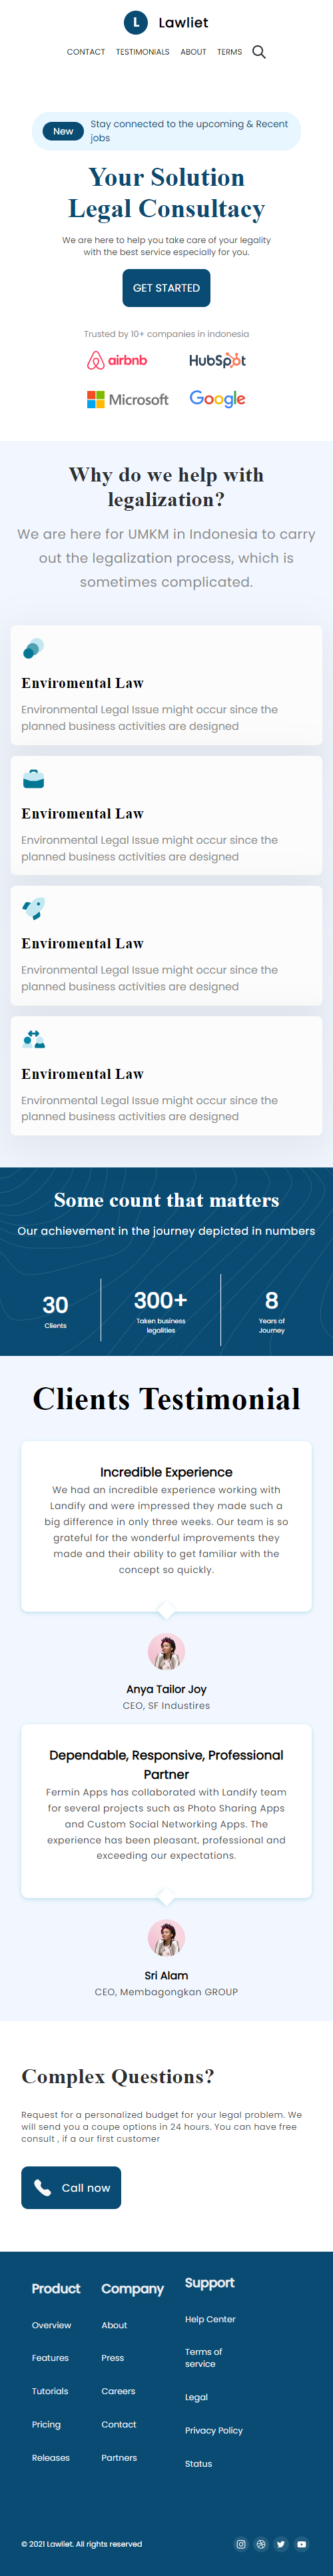 L Lawliet
CONTACT TESTIMONIALS ABOUT TERMS
New
Stay connected to the upcoming & Recent
jobs
Your Solution
Legal Consultacy
We are here to help you take care of your legality
with the best service especially for you.
GET STARTED
Trusted by 10+ companies in indonesia
airbnb HubSpot
Microsoft Google
Why do we help with
legalization?
We are here for UMKM in Indonesia to carry
out the legalization process, which is
sometimes complicated.
Enviromental Law
Environmental Legal Issue might occur since the
planned business activities are designed
Enviromental Law
Environmental Legal Issue might occur since the
planned business activities are designed
Enviromental Law
Environmental Legal Issue might occur since the
planned business activities are designed
Enviromental Law
Environmental Legal Issue might occur since the
planned business activities are designed
Some count that matters
Our achievement in the journey depicted in numbers
30
Clients
300+
Taken business
legalities
8
Years of
Journey
Clients Testimonial
Incredible Experience
We had an incredible experience working with
Landify and were impressed they made such a
big difference in only three weeks. Our team is so
grateful for the wonderful improvements they
made and their ability to get familiar with the
concept so quickly.
Anya Tailor Joy
CEO, SF Industires
Dependable, Responsive, Professional
Partner
Fermin Apps has collaborated with Landify team
for several projects such as Photo Sharing Apps
and Custom Social Networking Apps. The
experience has been pleasant, professional and
exceeding our expectations.
Sri Alam
CEO, Membagongkan GROUP
Complex Questions?
Request for a personalized budget for your legal problem. We
will send you a coupe options in 24 hours. You can have free
consult , if a our first customer
Call now
Product
Overview
Features
Tutorials
Pricing
Releases
Company
About
Press
Careers
Contact
Partners
Support
Help Center
Terms of
service
Legal
Privacy Policy
Status
© 2021 Lawliet. All rights reserved